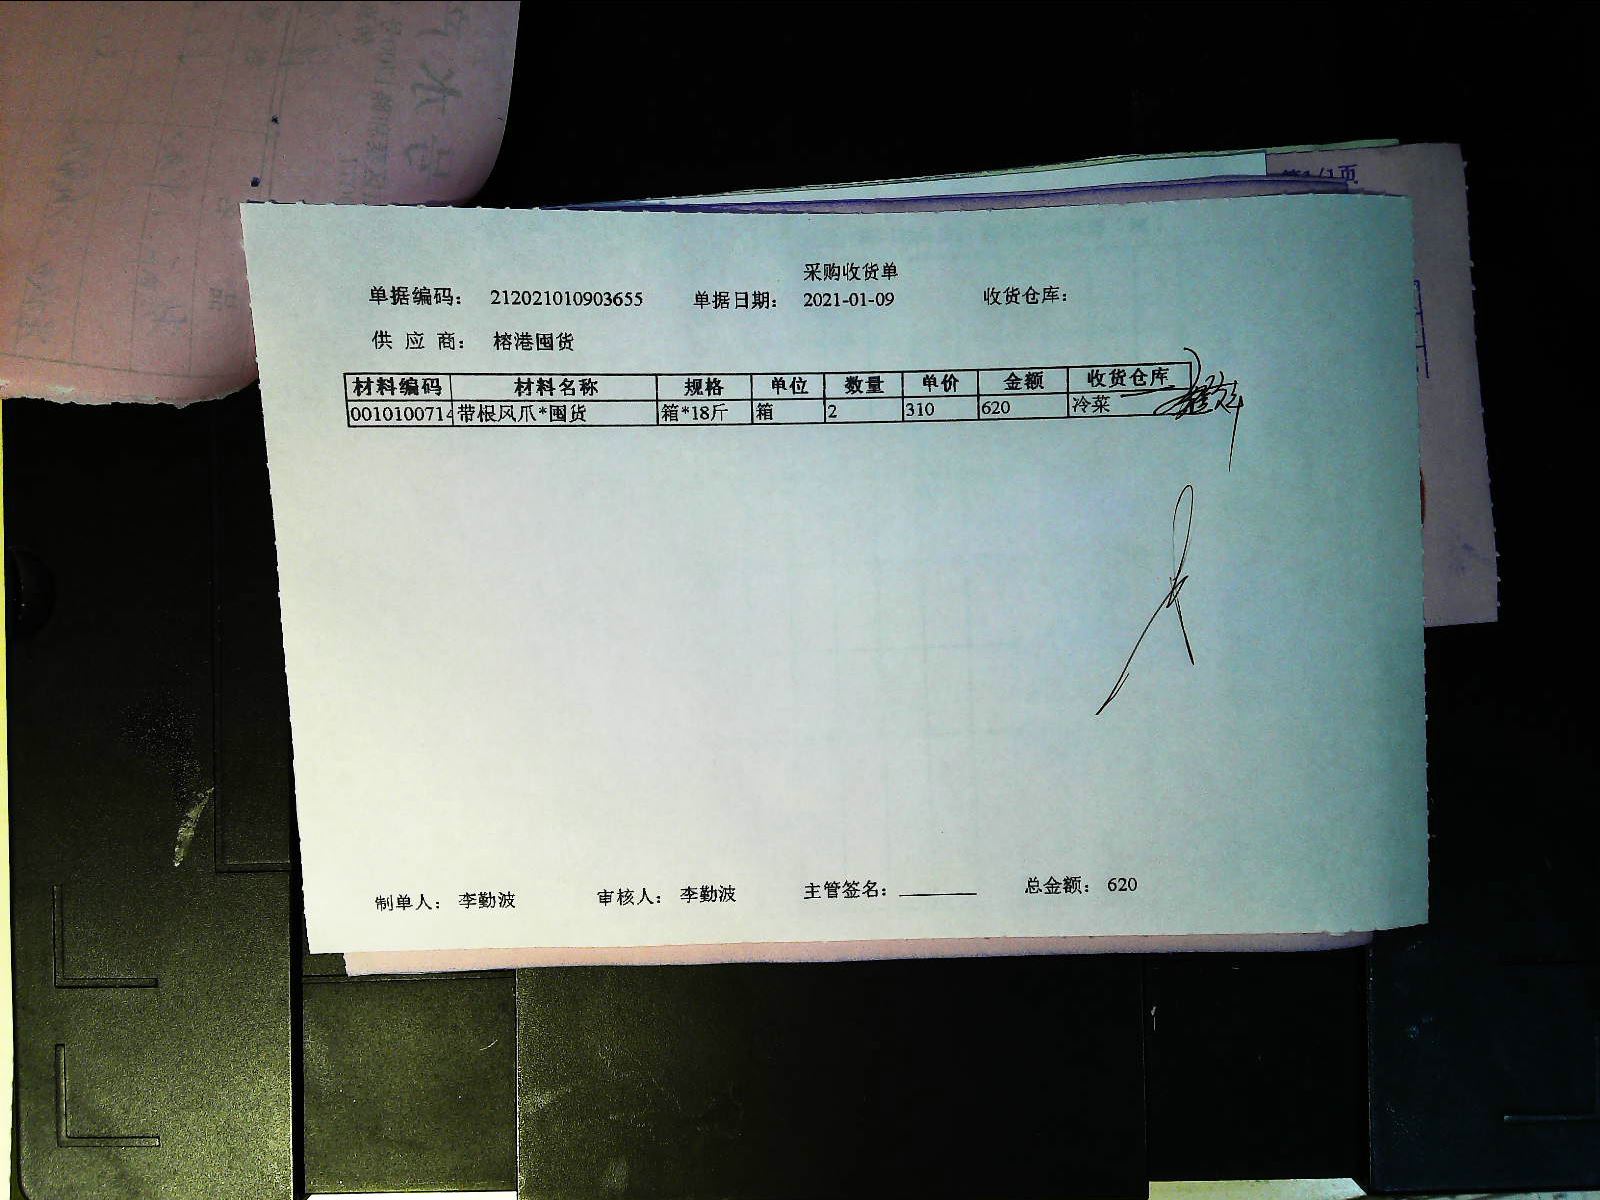 第1/1页
采购收货单
单据编码： 212021010903655 单据日期： 2021-01-09 收货仓库：
供 应 商： 榕港囤货
材料编码 材料名称 规格 单位 数量 单价 金额 收货仓库
0010100714 带根风爪*囤货 箱*18斤 箱 2 310 620 冷菜
制单人： 李勤波 审核人： 李勤波 主管签名： 总金额： 620